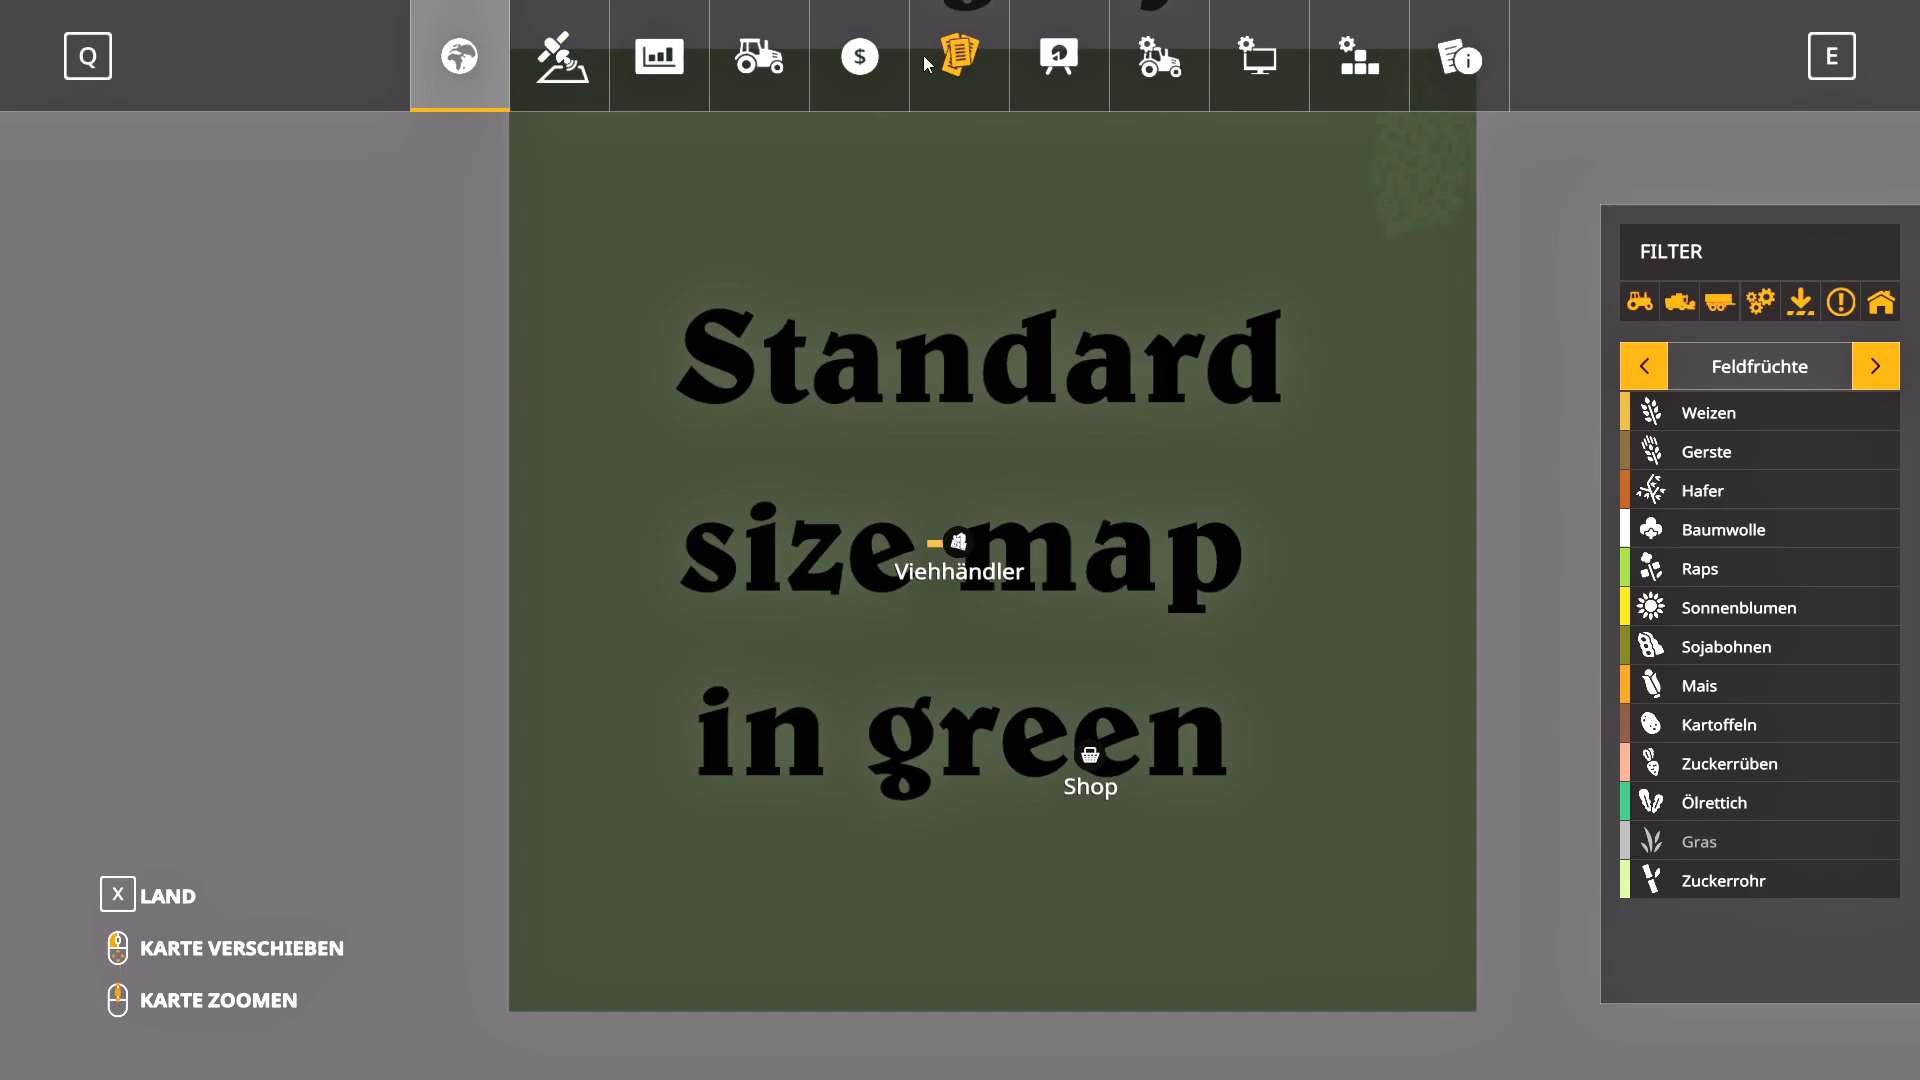 Q
$
E
FILTER
Feldfrüchte
Weizen
Gerste
Hafer
Baumwolle
Raps
Sonnenblumen
Sojabohnen
Mais
Kartoffeln
Zuckerrüben
Ölrettich
Gras
Zuckerrohr
Standard
size map
Viehhändler
in green
Shop
X LAND
KARTE VERSCHIEBEN
KARTE ZOOMEN